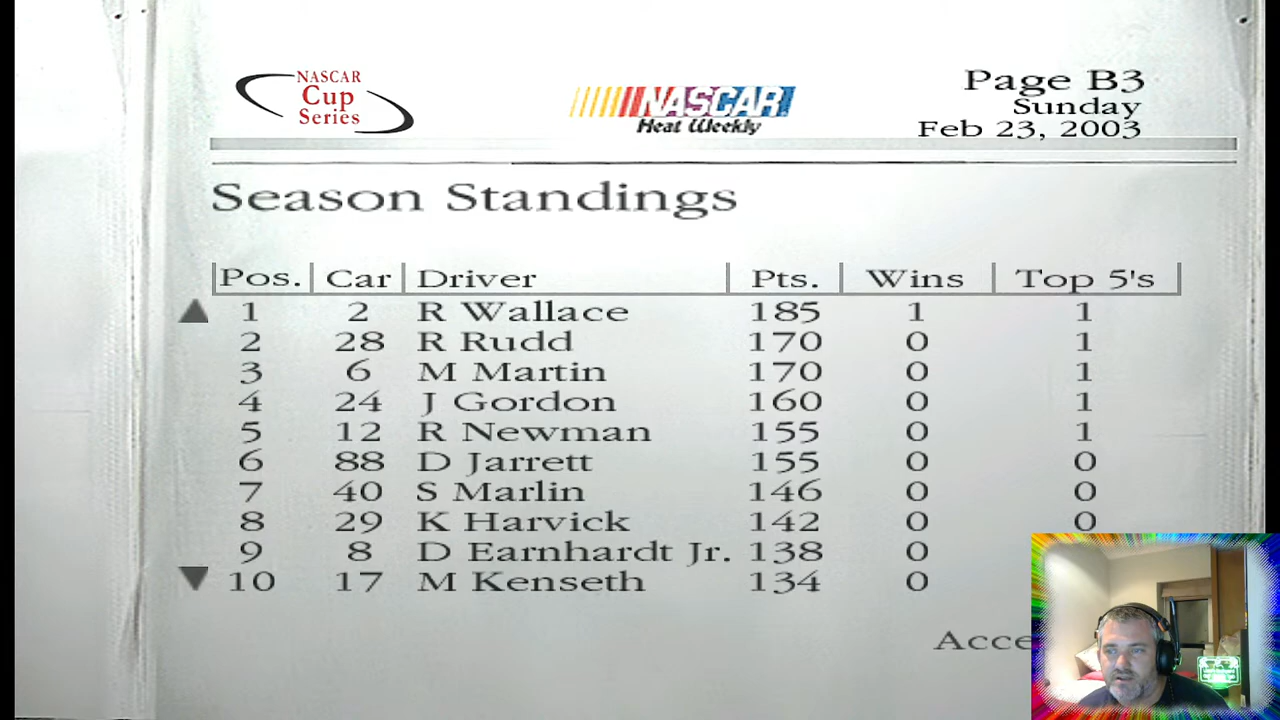 NASCAR
Cup
Series
NASCAR
Heat Weekly
Page B3
Sunday
Feb 23, 2003
Season Standings
Pos. Car Driver Pts. Wins Top 5's
1 2 R Wallace 185 1 1
2 28 R Rudd 170 0 1
3 6 M Martin 170 0 1
4 24 J Gordon 160 0 1
5 12 R Newman 155 0 1
6 88 D Jarrett 155 0 0
7 40 S Marlin 146 0 0
8 29 K Harvick 142 0 0
9 8 D Earnhardt Jr. 138 0
10 17 M Kenseth 134 0